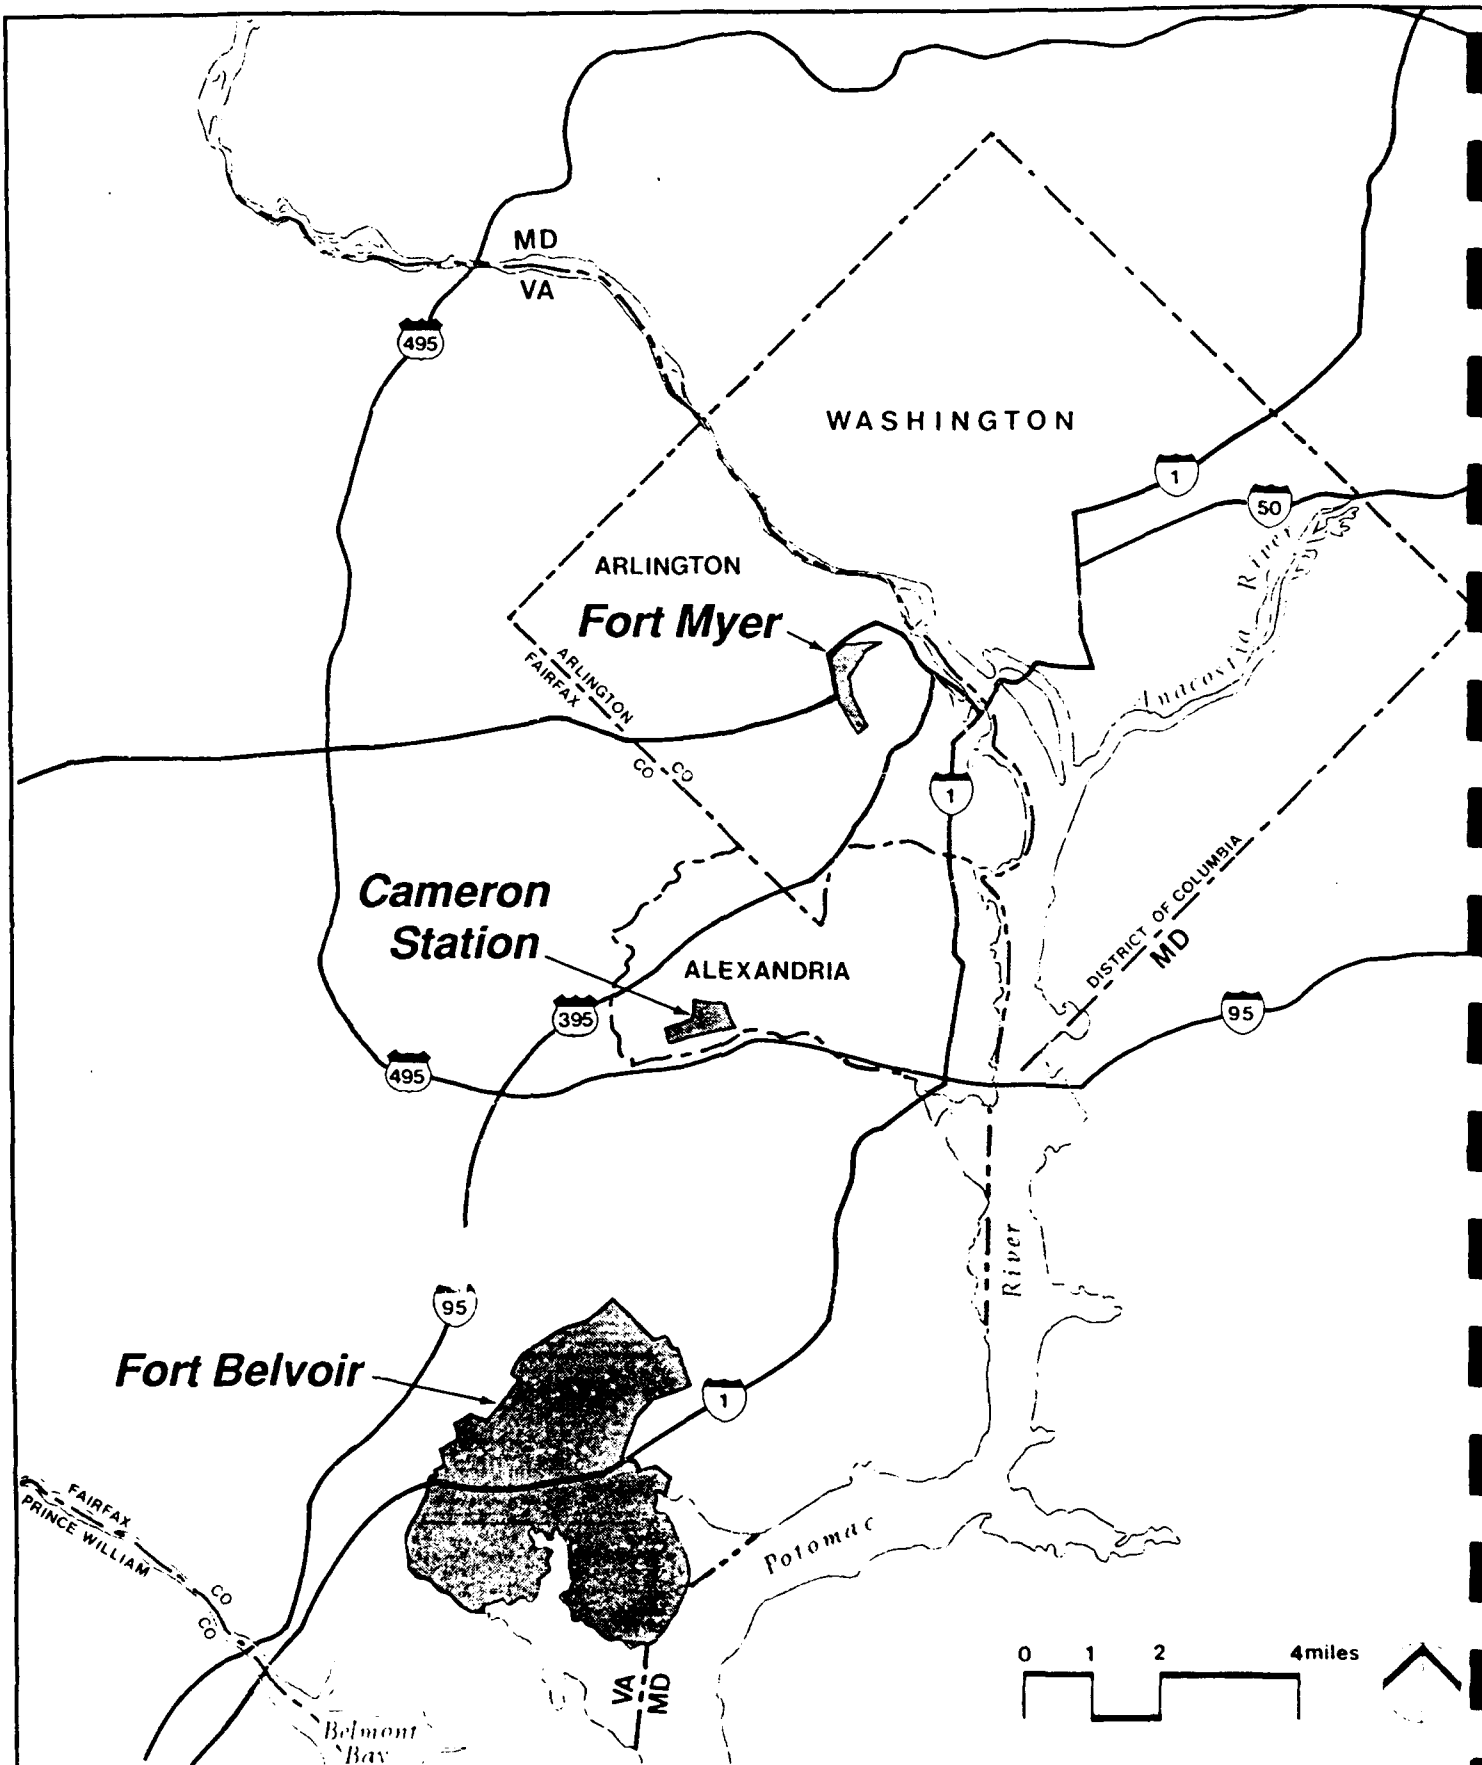 MD
VA
495
WASHINGTON
1
50
ARLINGTON
Fort Myer
River
Anacostia
ARLINGTON
FAIRFAX
CO
CO
1
DISTRICT OF COLUMBIA
MD
Cameron
Station
ALEXANDRIA
395
95
495
River
95
Fort Belvoir
1
FAIRFAX
PRINCE WILLIAM
CO
CO
Potomac
VA
MD
Belmont
Bay
0 1 2 4miles